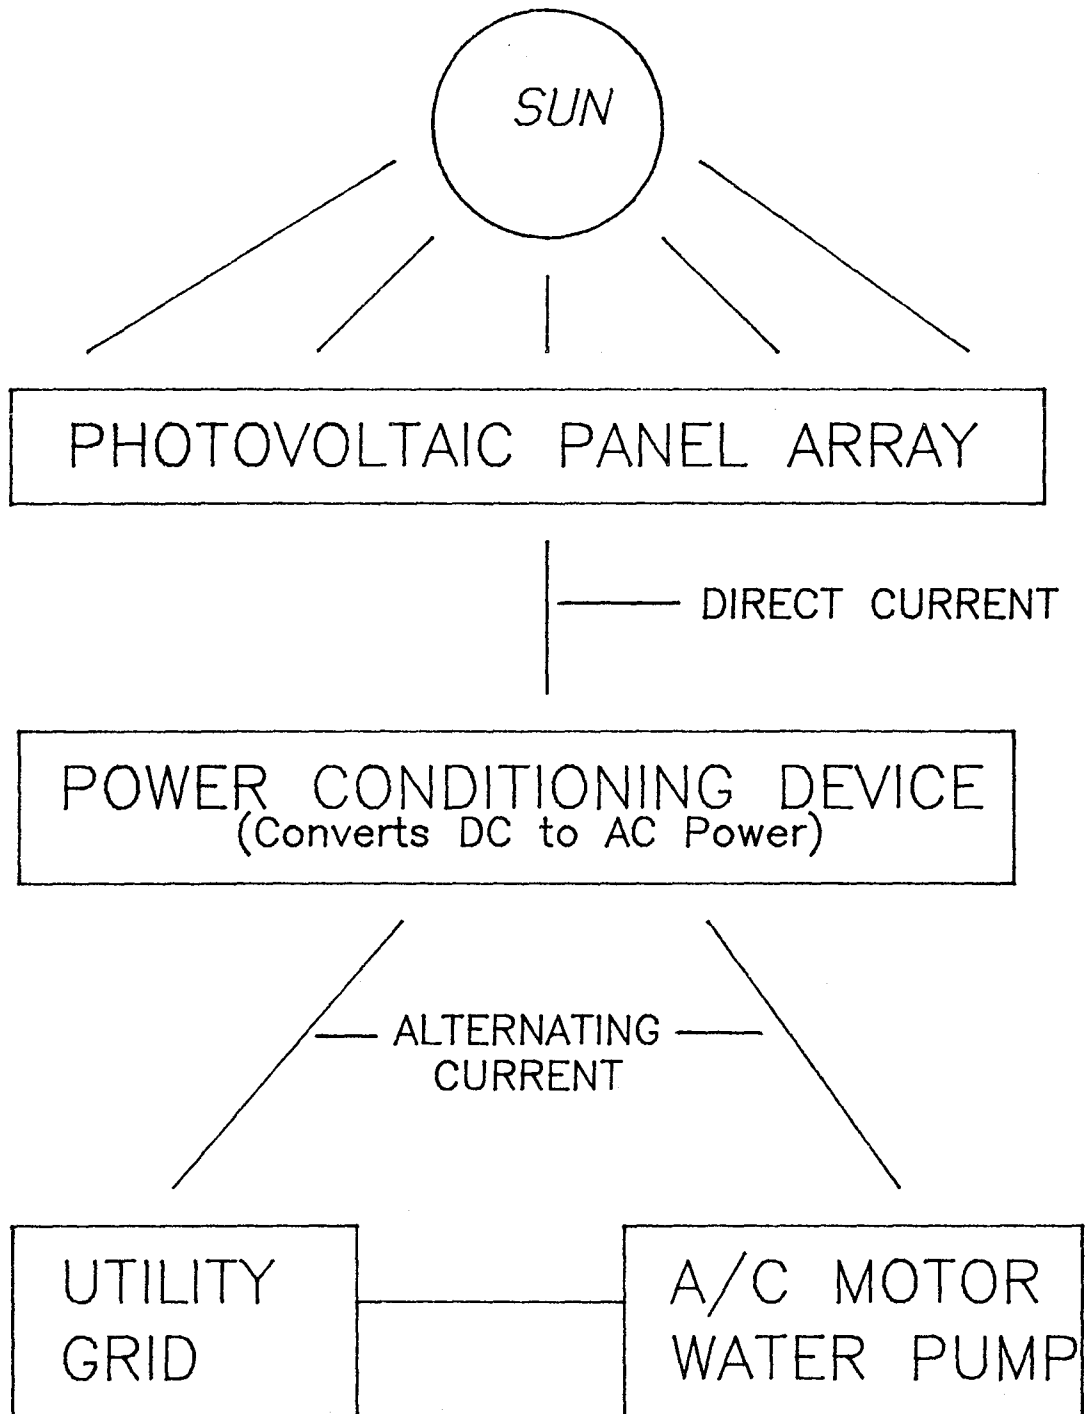 SUN
PHOTOVOLTAIC PANEL ARRAY
DIRECT CURRENT
POWER CONDITIONING DEVICE
(Converts DC to AC Power)
ALTERNATING
CURRENT
UTILITY
GRID
A/C MOTOR
WATER PUMP